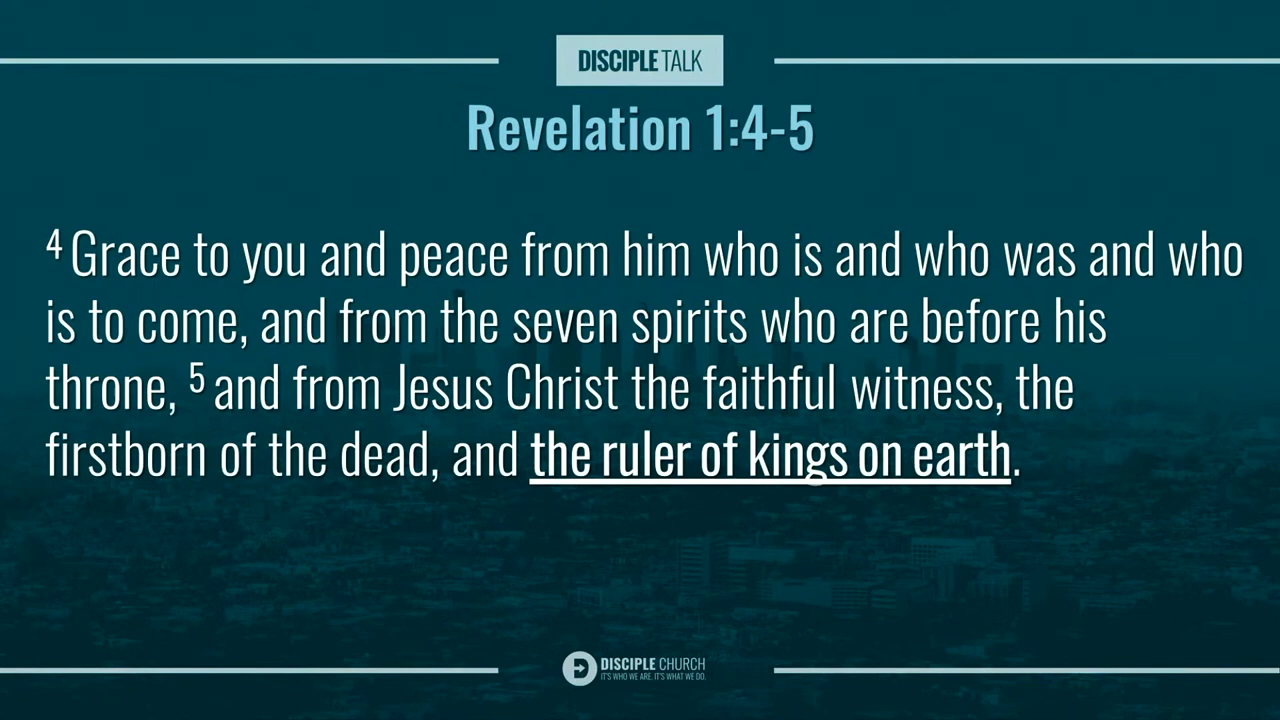 DISCIPLE TALK
Revelation 1:4-5
4 Grace to you and peace from him who is and who was and who
is to come, and from the seven spirits who are before his
throne, 5 and from Jesus Christ the faithful witness, the
firstborn of the dead, and the ruler of kings on earth.
DISCIPLE CHURCH
IT'S WHO WE ARE. IT'S WHAT WE DO.